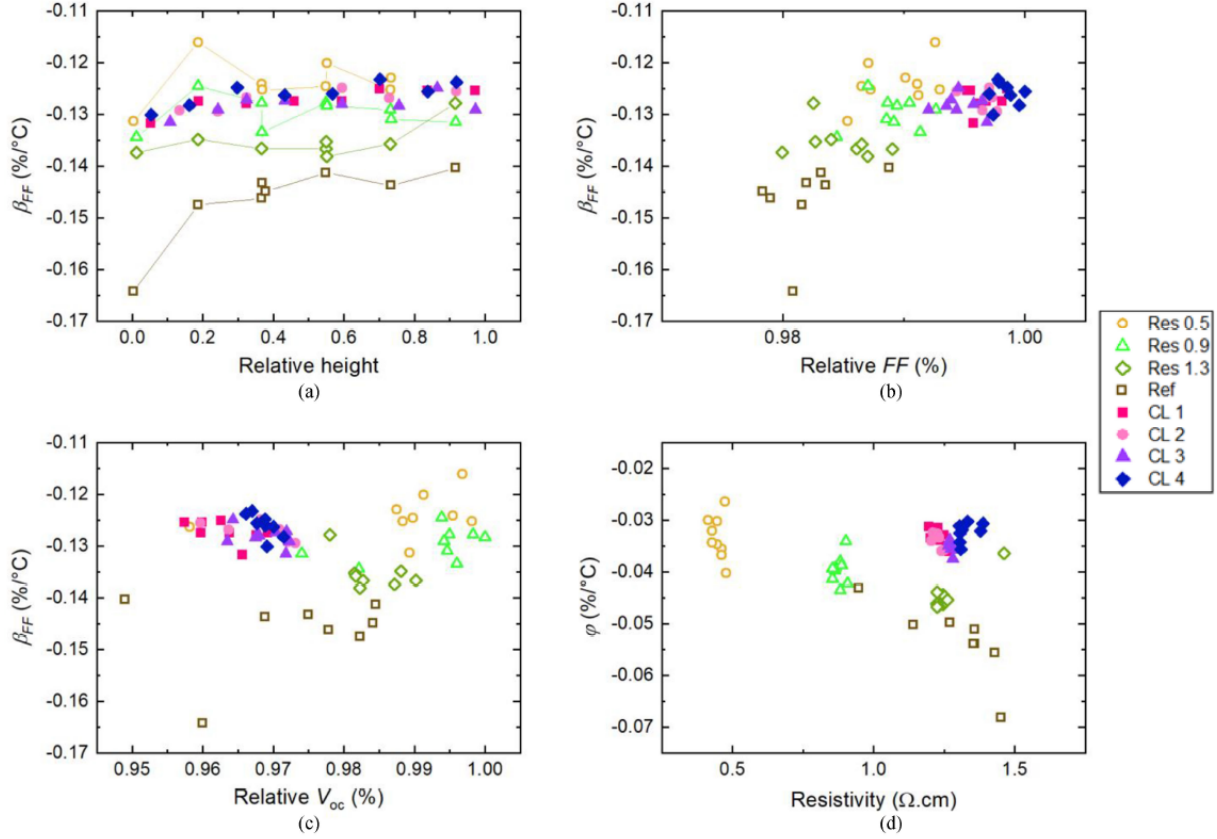 -0.11
-0.12
-0.13
-0.14
-0.15
-0.16
-0.17
β_FF (%/°C)
0.0 0.2 0.4 0.6 0.8 1.0
Relative height
(a)
-0.11
-0.12
-0.13
-0.14
-0.15
-0.16
-0.17
β_FF (%/°C)
0.98 1.00
Relative FF (%)
(b)
Res 0.5
Res 0.9
Res 1.3
Ref
CL 1
CL 2
CL 3
CL 4
-0.11
-0.12
-0.13
-0.14
-0.15
-0.16
-0.17
β_FF (%/°C)
0.95 0.96 0.97 0.98 0.99 1.00
Relative V_oc (%)
(c)
-0.02
-0.03
-0.04
-0.05
-0.06
-0.07
φ (%/°C)
0.5 1.0 1.5
Resistivity (Ω.cm)
(d)